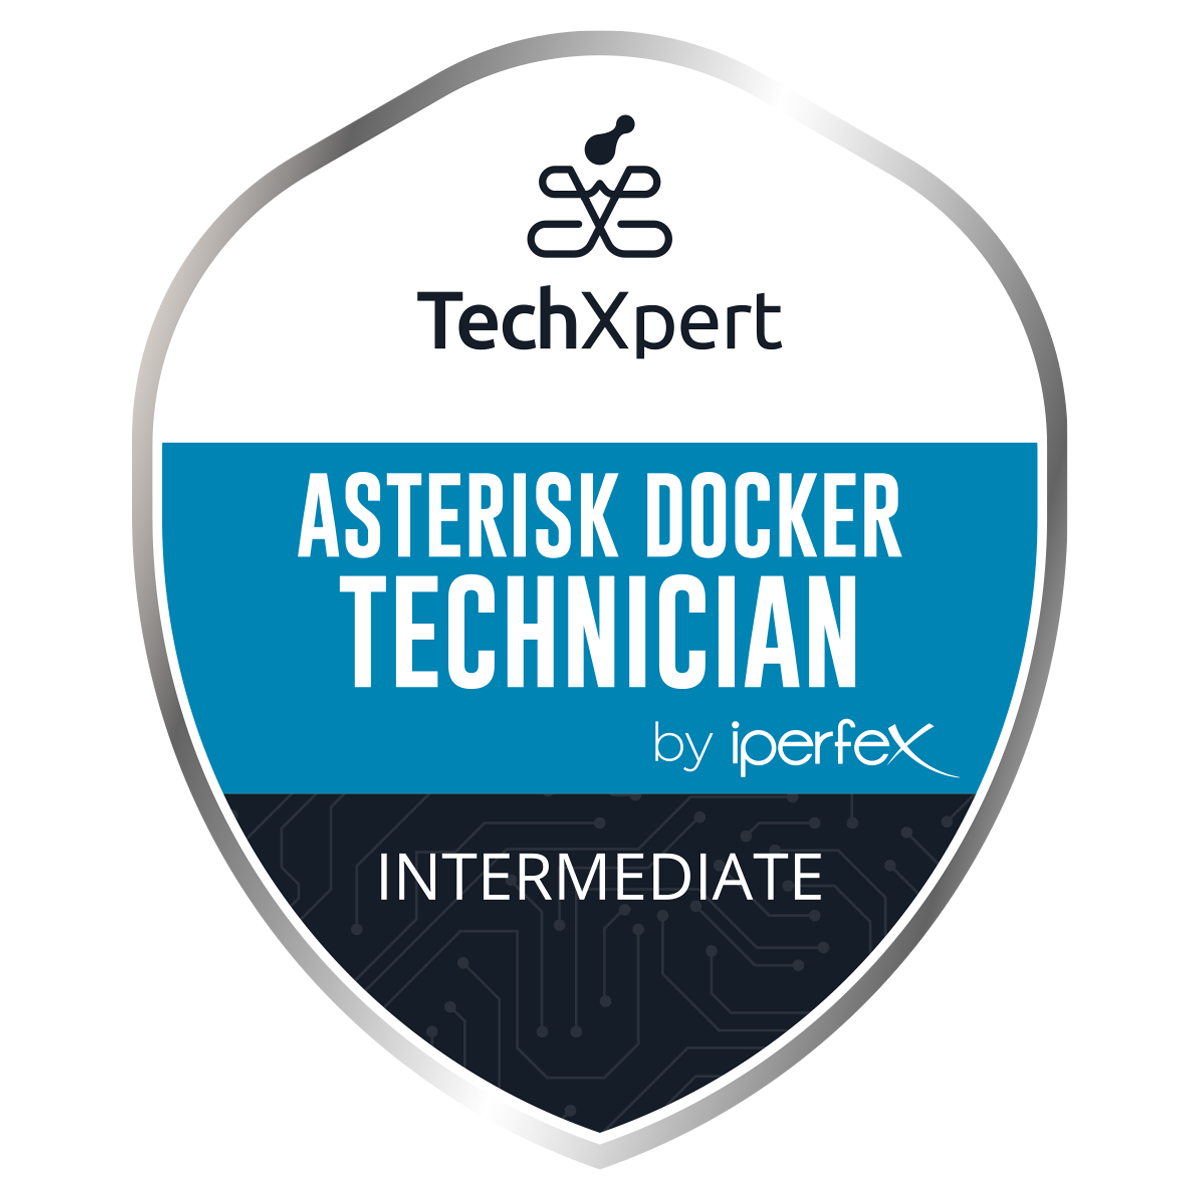 TechXpert
ASTERISK DOCKER
TECHNICIAN
by iperfex
INTERMEDIATE